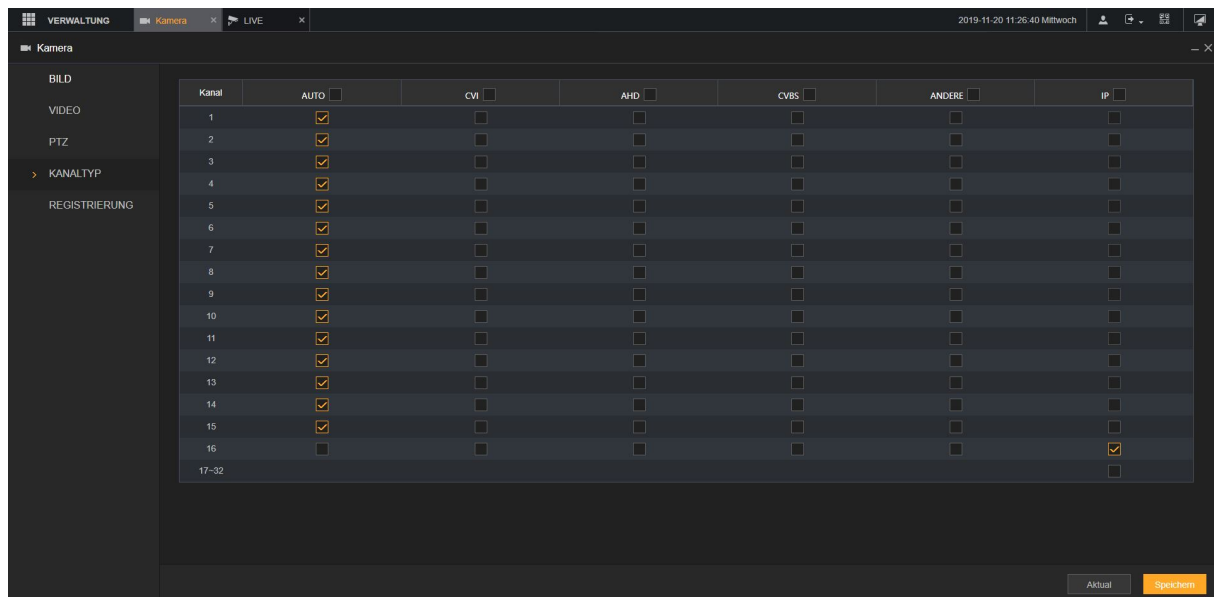 VERWALTUNG Kamera × LIVE × 2019-11-20 11:26:40 Mittwoch
Kamera
BILD
VIDEO
PTZ
KANALTYP
REGISTRIERUNG
Kanal AUTO CVI AHD CVBS ANDERE IP
1
2
3
4
5
6
7
8
9
10
11
12
13
14
15
16
17~32
Aktual Speichern